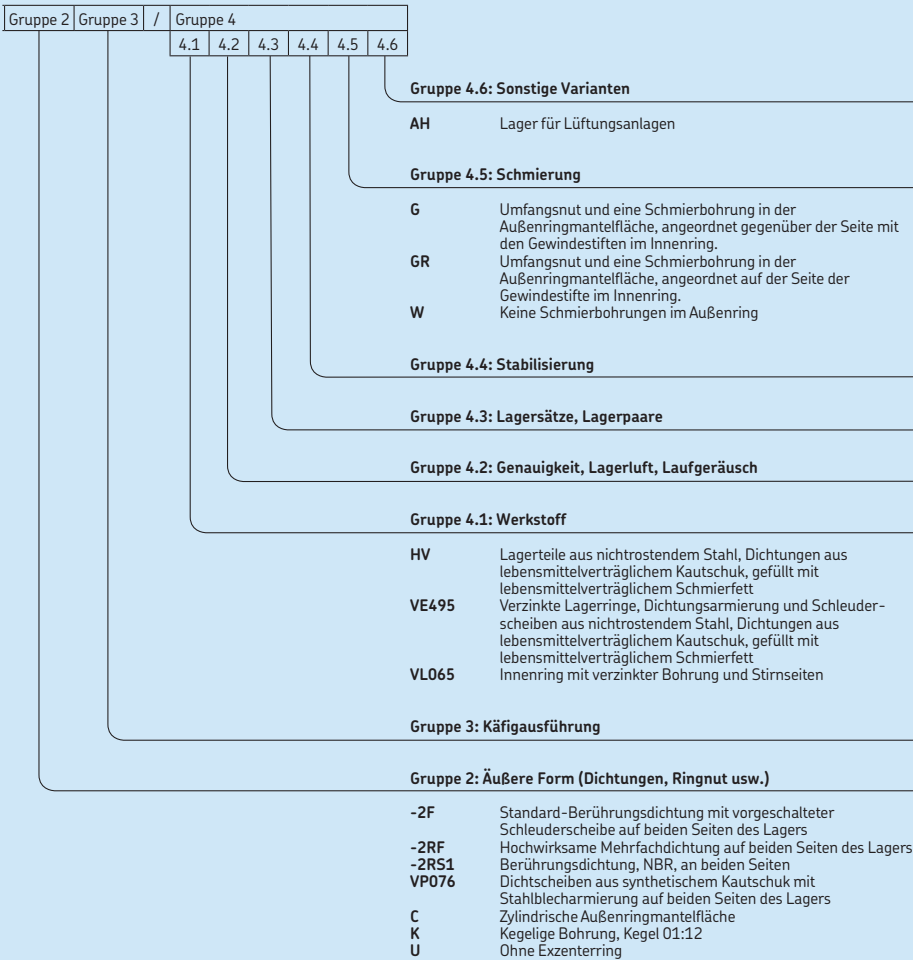 Gruppe 2 Gruppe 3 / Gruppe 4
4.1 4.2 4.3 4.4 4.5 4.6
Gruppe 4.6: Sonstige Varianten
AH Lager für Lüftungsanlagen
Gruppe 4.5: Schmierung
G Umfangsnut und eine Schmierbohrung in der
Außenringmantelfläche, angeordnet gegenüber der Seite mit
den Gewindestiften im Innenring.
GR Umfangsnut und eine Schmierbohrung in der
Außenringmantelfläche, angeordnet auf der Seite der
Gewindestifte im Innenring.
W Keine Schmierbohrungen im Außenring
Gruppe 4.4: Stabilisierung
Gruppe 4.3: Lagersätze, Lagerpaare
Gruppe 4.2: Genauigkeit, Lagerluft, Laufgeräusch
Gruppe 4.1: Werkstoff
HV Lagerteile aus nichtrostendem Stahl, Dichtungen aus
lebensmittelverträglichem Kautschuk, gefüllt mit
lebensmittelverträglichem Schmierfett
VE495 Verzinkte Lagerringe, Dichtungsarmierung und Schleuder-
scheiben aus nichtrostendem Stahl, Dichtungen aus
lebensmittelverträglichem Kautschuk, gefüllt mit
lebensmittelverträglichem Schmierfett
VL065 Innenring mit verzinkter Bohrung und Stirnseiten
Gruppe 3: Käfigausführung
Gruppe 2: Äußere Form (Dichtungen, Ringnut usw.)
-2F Standard-Berührungsdichtung mit vorgeschalteter
Schleuderscheibe auf beiden Seiten des Lagers
-2RF Hochwirksame Mehrfachdichtung auf beiden Seiten des Lagers
-2RS1 Berührungsdichtung, NBR, an beiden Seiten
VP076 Dichtscheiben aus synthetischem Kautschuk mit
Stahlblecharmierung auf beiden Seiten des Lagers
C Zylindrische Außenringmantelfläche
K Kegelige Bohrung, Kegel 01:12
U Ohne Exzenterring